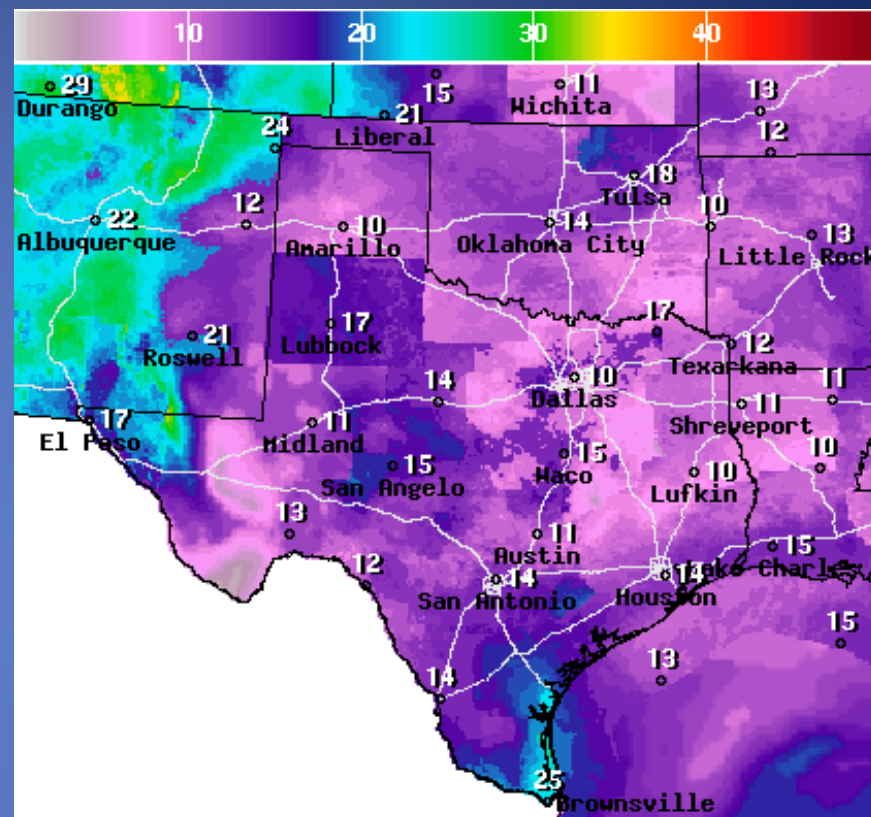 10 20 30 40
29 15 11 13
Durango Wichita
21
Liberal
24 12
18
Tulsa
12 10 14 10 13
22
Albuquerque Amarillo Oklahoma City Little Rock
21 17 17
Roswell Lubbock
12
Texarkana
10
Dallas
14 11 11
Shreveport
17 11
El Paso Midland
15 15 10 10
San Angelo Waco Lufkin
13 11
Austin
15
Lake Charles
12 14 14
San Antonio Houston
15
14 13
25
Brownsville